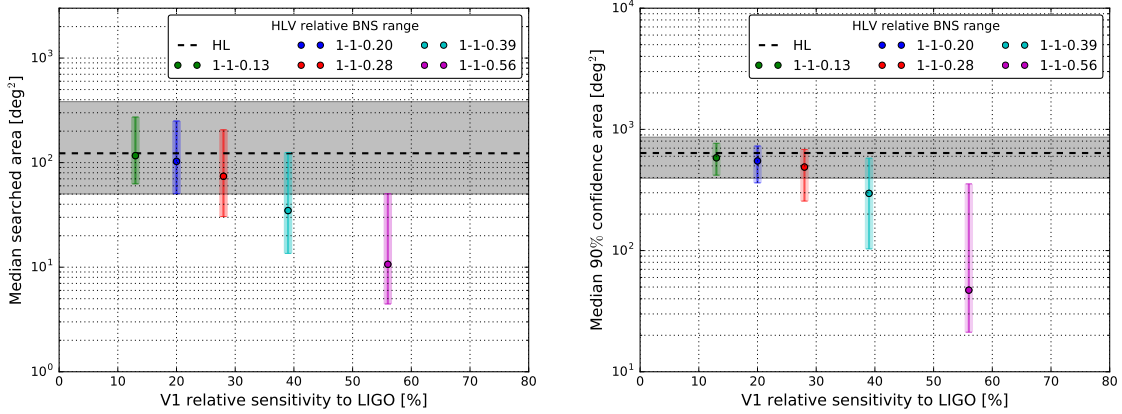 HLV relative BNS range
HL 1-1-0.20 1-1-0.39
1-1-0.13 1-1-0.28 1-1-0.56
Median searched area [deg²]
10³
10²
10¹
10⁰
0 10 20 30 40 50 60 70 80
V1 relative sensitivity to LIGO [%]
HLV relative BNS range
HL 1-1-0.20 1-1-0.39
1-1-0.13 1-1-0.28 1-1-0.56
Median 90% confidence area [deg²]
10⁴
10³
10²
10¹
0 10 20 30 40 50 60 70 80
V1 relative sensitivity to LIGO [%]